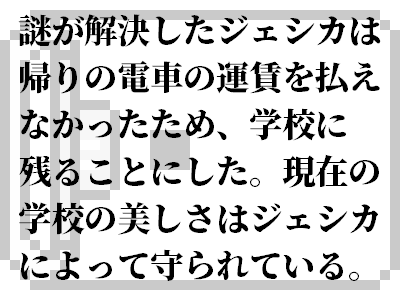 謎が解決したジェシカは
帰りの電車の運賃を払え
なかったため、学校に
残ることにした。現在の
学校の美しさはジェシカ
によって守られている。